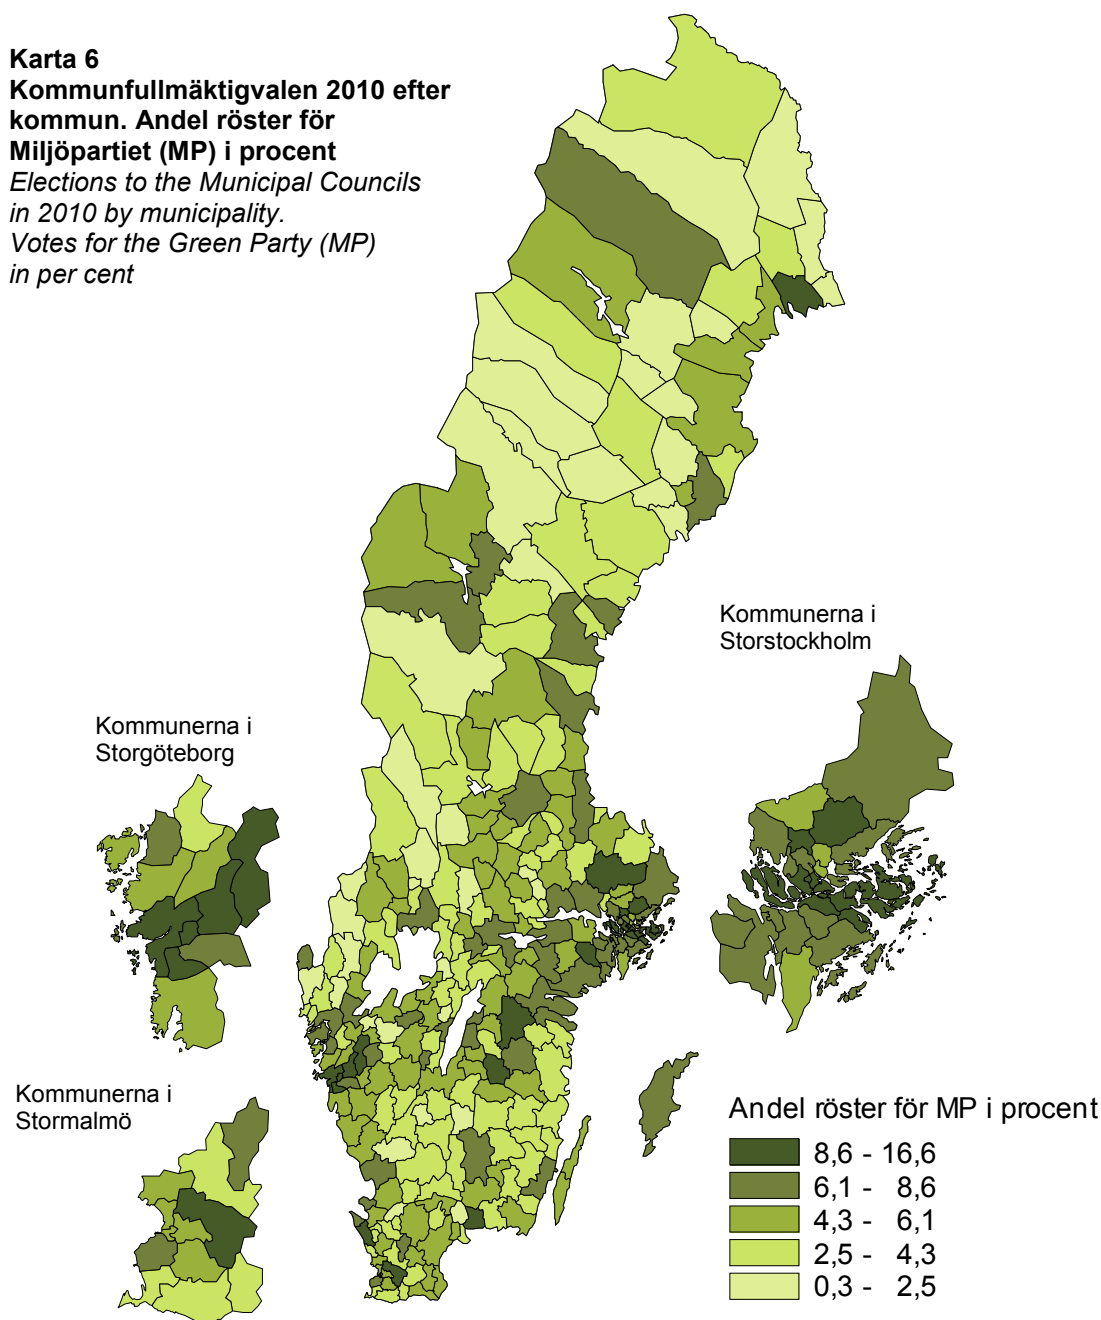 Karta 6
Kommunfullmäktigvalen 2010 efter
kommun. Andel röster för
Miljöpartiet (MP) i procent
Elections to the Municipal Councils
in 2010 by municipality.
Votes for the Green Party (MP)
in per cent
Kommunerna i
Storstockholm
Kommunerna i
Storgöteborg
Kommunerna i
Stormalmö
Andel röster för MP i procent
8,6 - 16,6
6,1 - 8,6
4,3 - 6,1
2,5 - 4,3
0,3 - 2,5